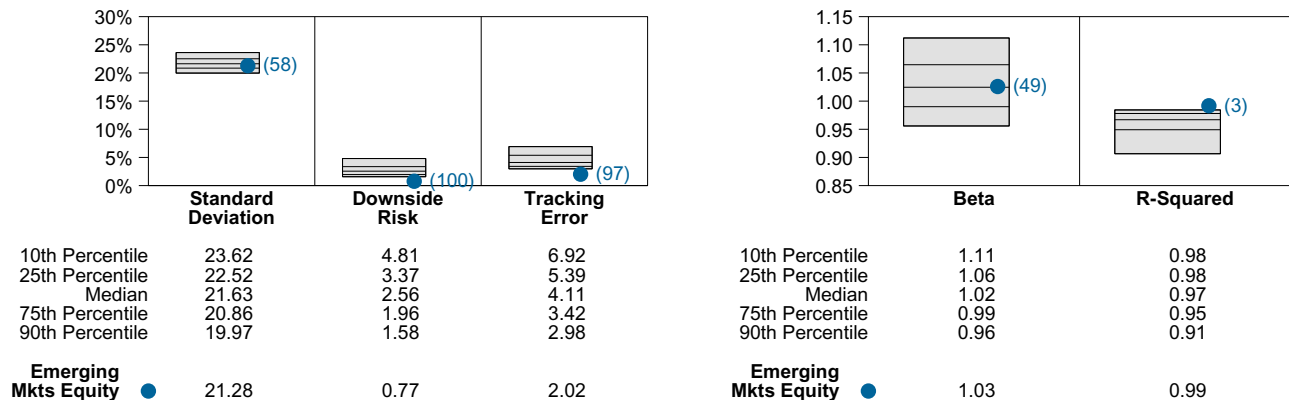 30%
25%
20%
15%
10%
5%
0%
(58)
(100)
(97)
Standard
Deviation
Downside
Risk
Tracking
Error
10th Percentile 23.62 4.81 6.92
25th Percentile 22.52 3.37 5.39
Median 21.63 2.56 4.11
75th Percentile 20.86 1.96 3.42
90th Percentile 19.97 1.58 2.98
Emerging
Mkts Equity 21.28 0.77 2.02
1.15
1.10
1.05
1.00
0.95
0.90
0.85
(49)
(3)
Beta
R-Squared
10th Percentile 1.11 0.98
25th Percentile 1.06 0.98
Median 1.02 0.97
75th Percentile 0.99 0.95
90th Percentile 0.96 0.91
Emerging
Mkts Equity 1.03 0.99